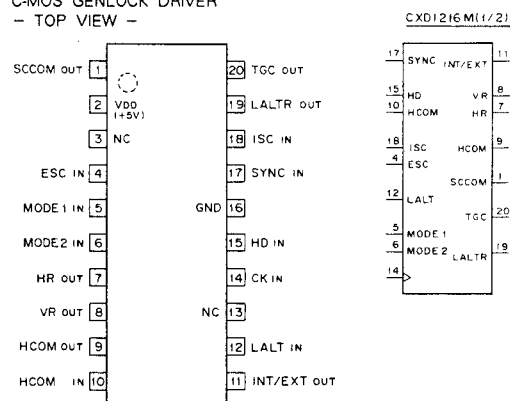 C-MOS GENLOCK DRIVER
— TOP VIEW —
SCCOM OUT 1
2 VDD (+5V)
3 NC
ESC IN 4
MODE1 IN 5
MODE2 IN 6
HR OUT 7
VR OUT 8
HCOM OUT 9
HCOM IN 10
20 TGC OUT
19 LALTR OUT
18 ISC IN
17 SYNC IN
GND 16
15 HD IN
14 CK IN
NC 13
12 LALT IN
11 INT/EXT OUT
CXD1216M(1/2)
17 SYNC INT/EXT 11
15 HD VR 8
10 HCOM HR 7
18 ISC HCOM 9
4 ESC
SCCOM 1
12 LALT
TGC 20
5 MODE1
6 MODE2 LALTR 19
14